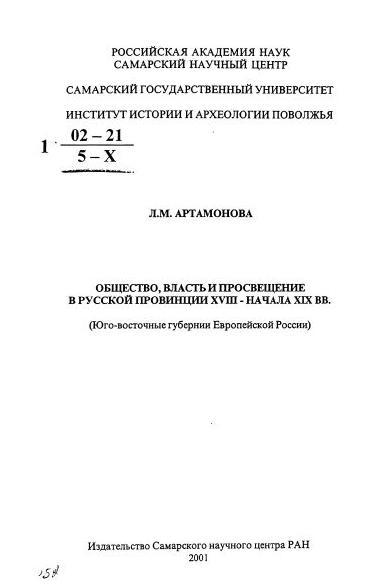 РОССИЙСКАЯ АКАДЕМИЯ НАУК
САМАРСКИЙ НАУЧНЫЙ ЦЕНТР
САМАРСКИЙ ГОСУДАРСТВЕННЫЙ УНИВЕРСИТЕТ
ИНСТИТУТ ИСТОРИИ И АРХЕОЛОГИИ ПОВОЛЖЬЯ
1 02 – 21
5 – X
Л.М. АРТАМОНОВА
ОБЩЕСТВО, ВЛАСТЬ И ПРОСВЕЩЕНИЕ
В РУССКОЙ ПРОВИНЦИИ XVIII - НАЧАЛА XIX ВВ.
(Юго-восточные губернии Европейской России)
Издательство Самарского научного центра РАН
2001